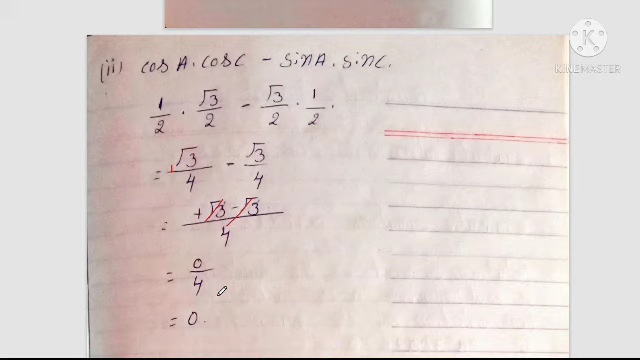 KINEMASTER
(ii) cos A . cos C - sin A . sin C.
1/2 . √3/2 - √3/2 . 1/2 .
= +√3/4 - √3/4
= +√3 - √3 / 4
= 0/4
= 0.